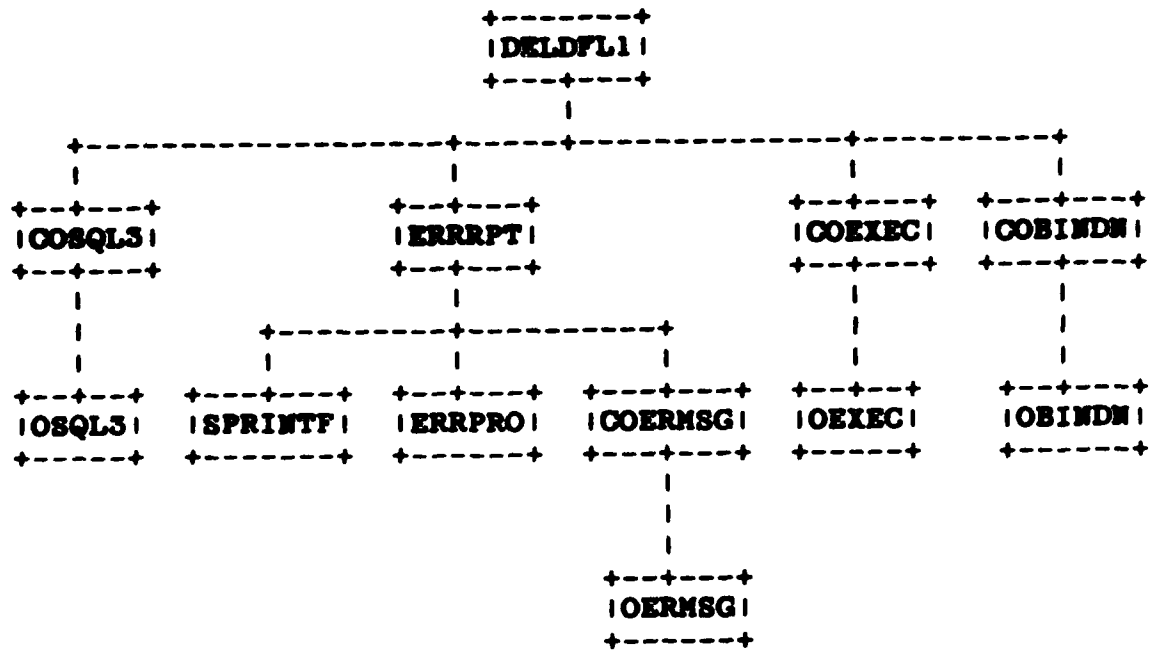 DELDFL1
COSQL3 ERRRPT COEXEC COBINDN
OSQL3 SPRINTF ERRPRO COERMSG OEXEC OBINDN
OERMSG